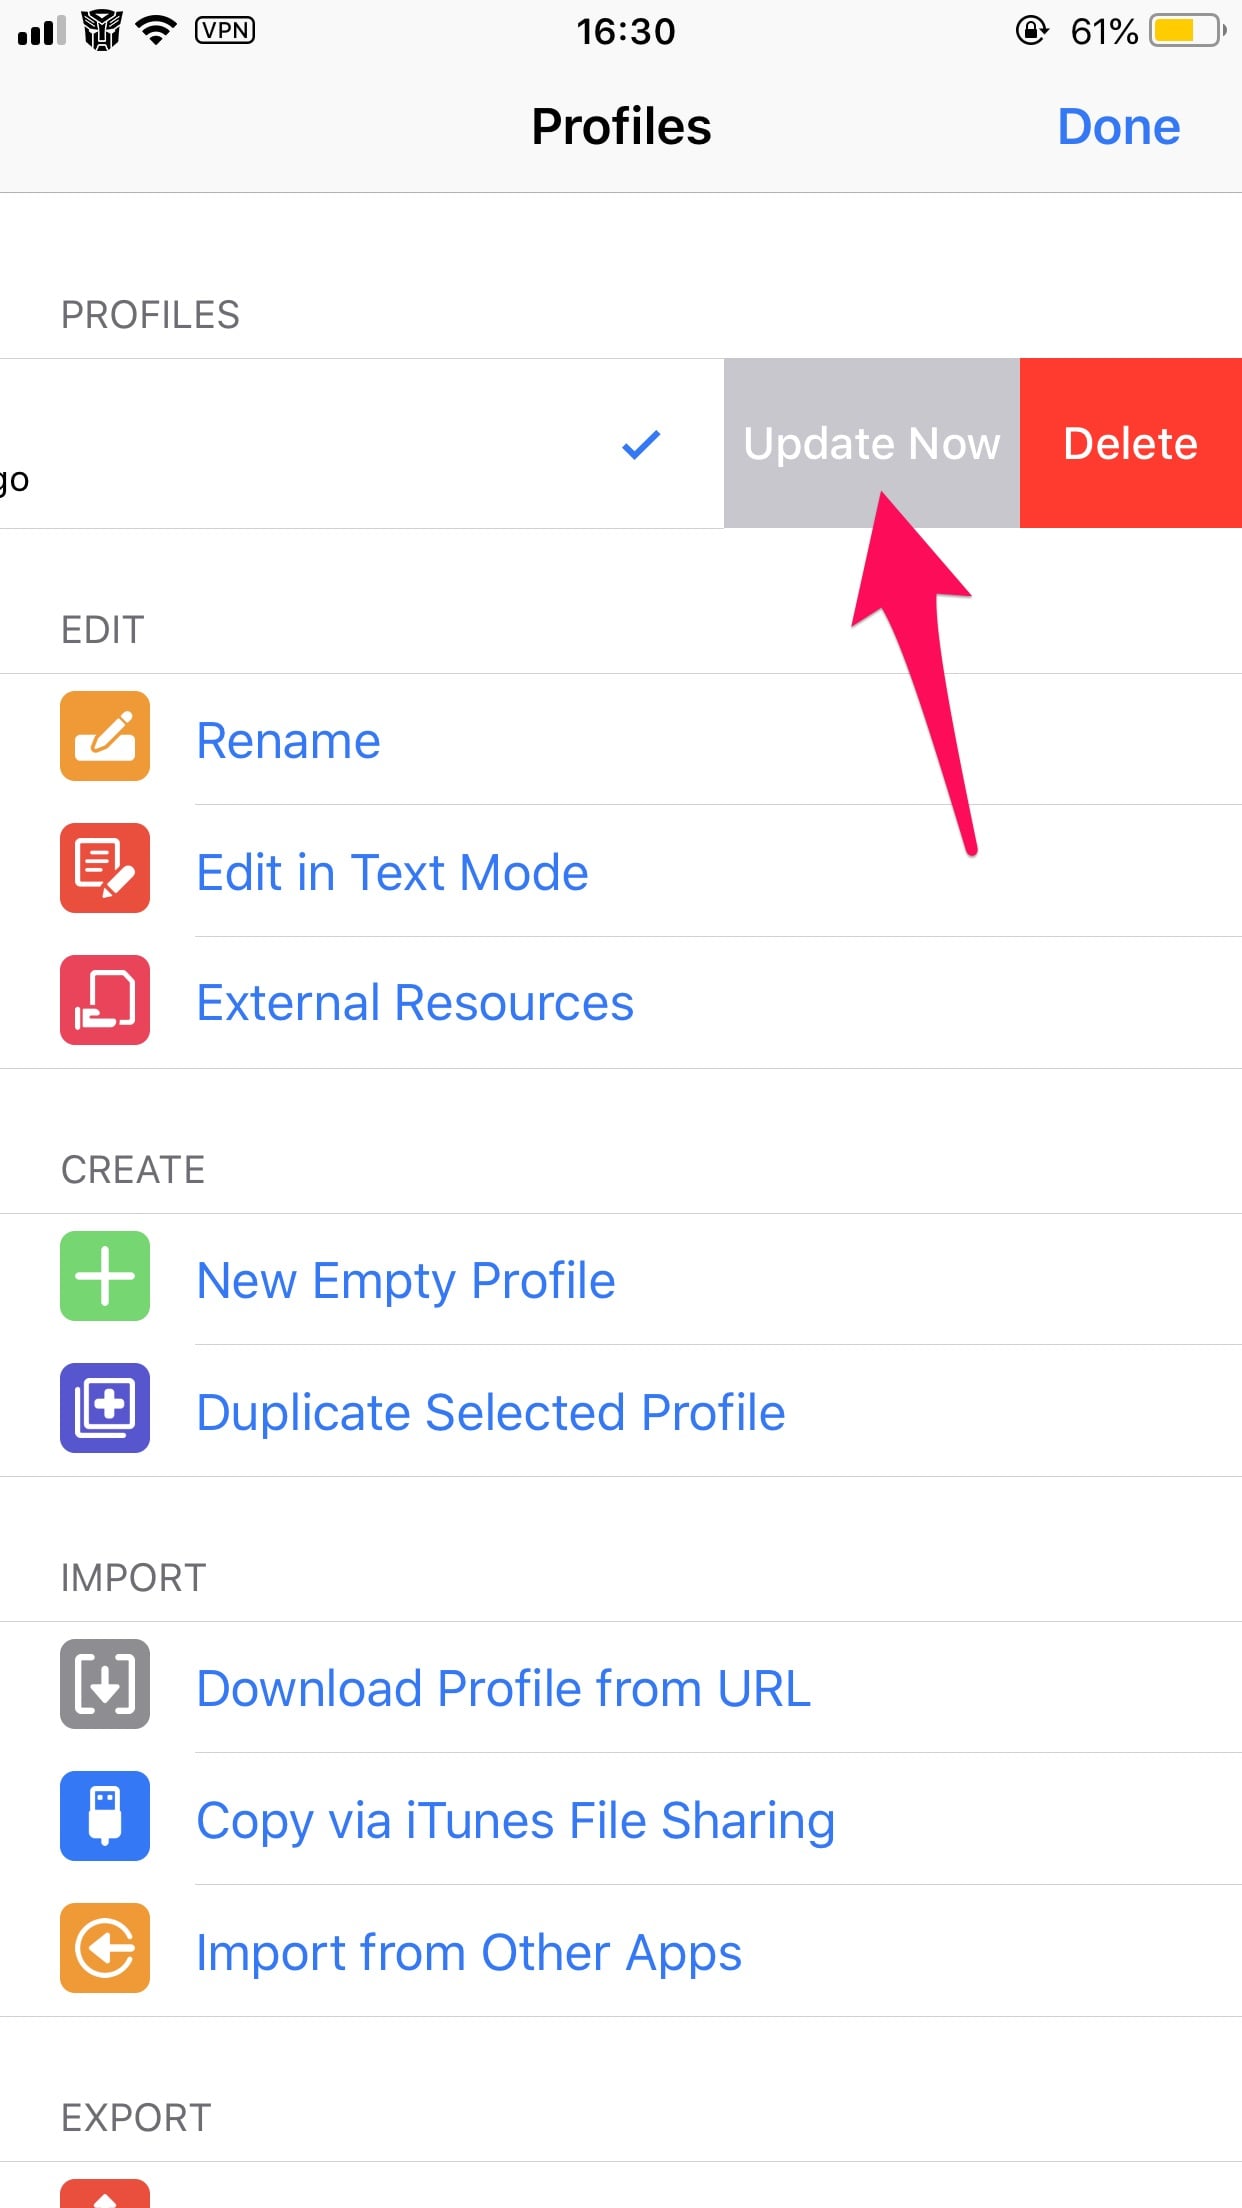 VPN 16:30 61%
Profiles Done
PROFILES
Update Now Delete
go
EDIT
Rename
Edit in Text Mode
External Resources
CREATE
New Empty Profile
Duplicate Selected Profile
IMPORT
Download Profile from URL
Copy via iTunes File Sharing
Import from Other Apps
EXPORT